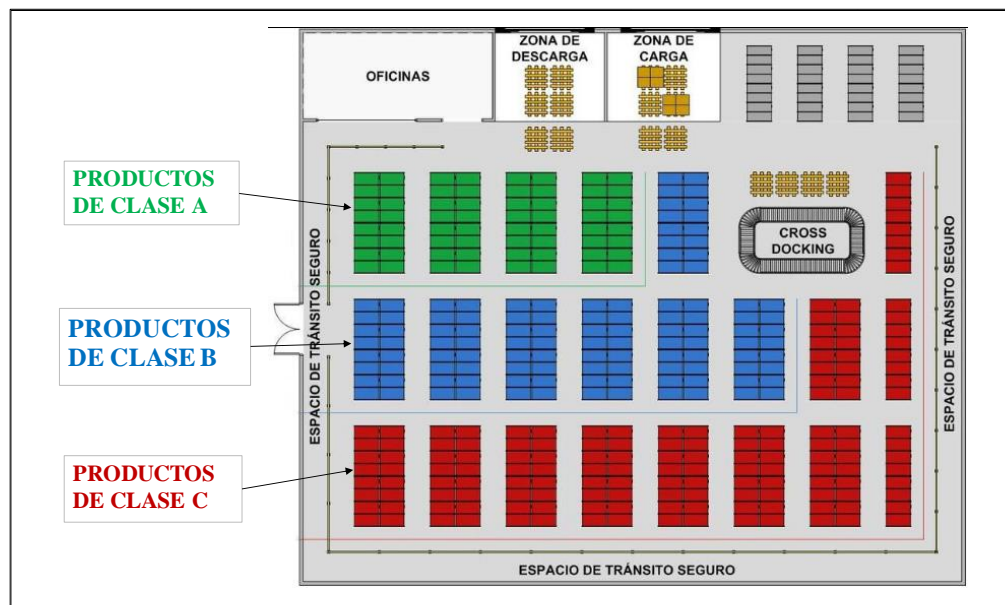 OFICINAS
ZONA DE
DESCARGA
ZONA DE
CARGA
PRODUCTOS
DE CLASE A
CROSS
DOCKING
PRODUCTOS
DE CLASE B
PRODUCTOS
DE CLASE C
ESPACIO DE TRÁNSITO SEGURO
ESPACIO DE TRÁNSITO SEGURO
ESPACIO DE TRÁNSITO SEGURO